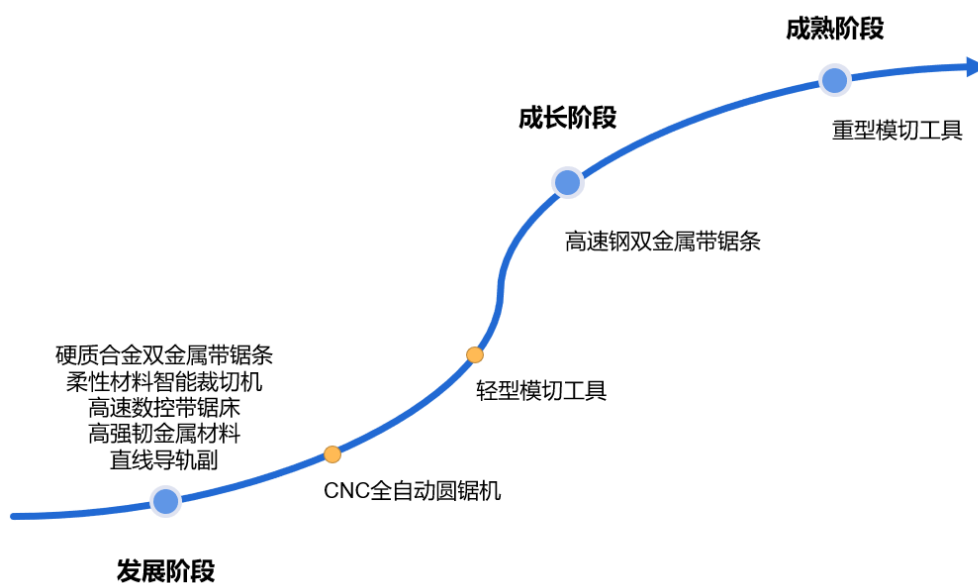 成熟阶段
成长阶段
重型模切工具
高速钢双金属带锯条
硬质合金双金属带锯条
柔性材料智能裁切机
高速数控带锯床
高强韧金属材料
直线导轨副
轻型模切工具
CNC全自动圆锯机
发展阶段